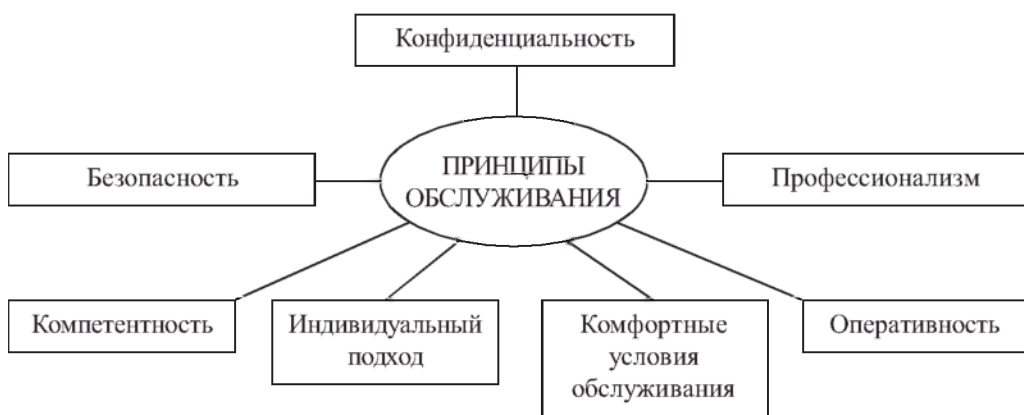 Конфиденциальность
Безопасность
ПРИНЦИПЫ
ОБСЛУЖИВАНИЯ
Профессионализм
Компетентность
Индивидуальный
подход
Комфортные
условия
обслуживания
Оперативность